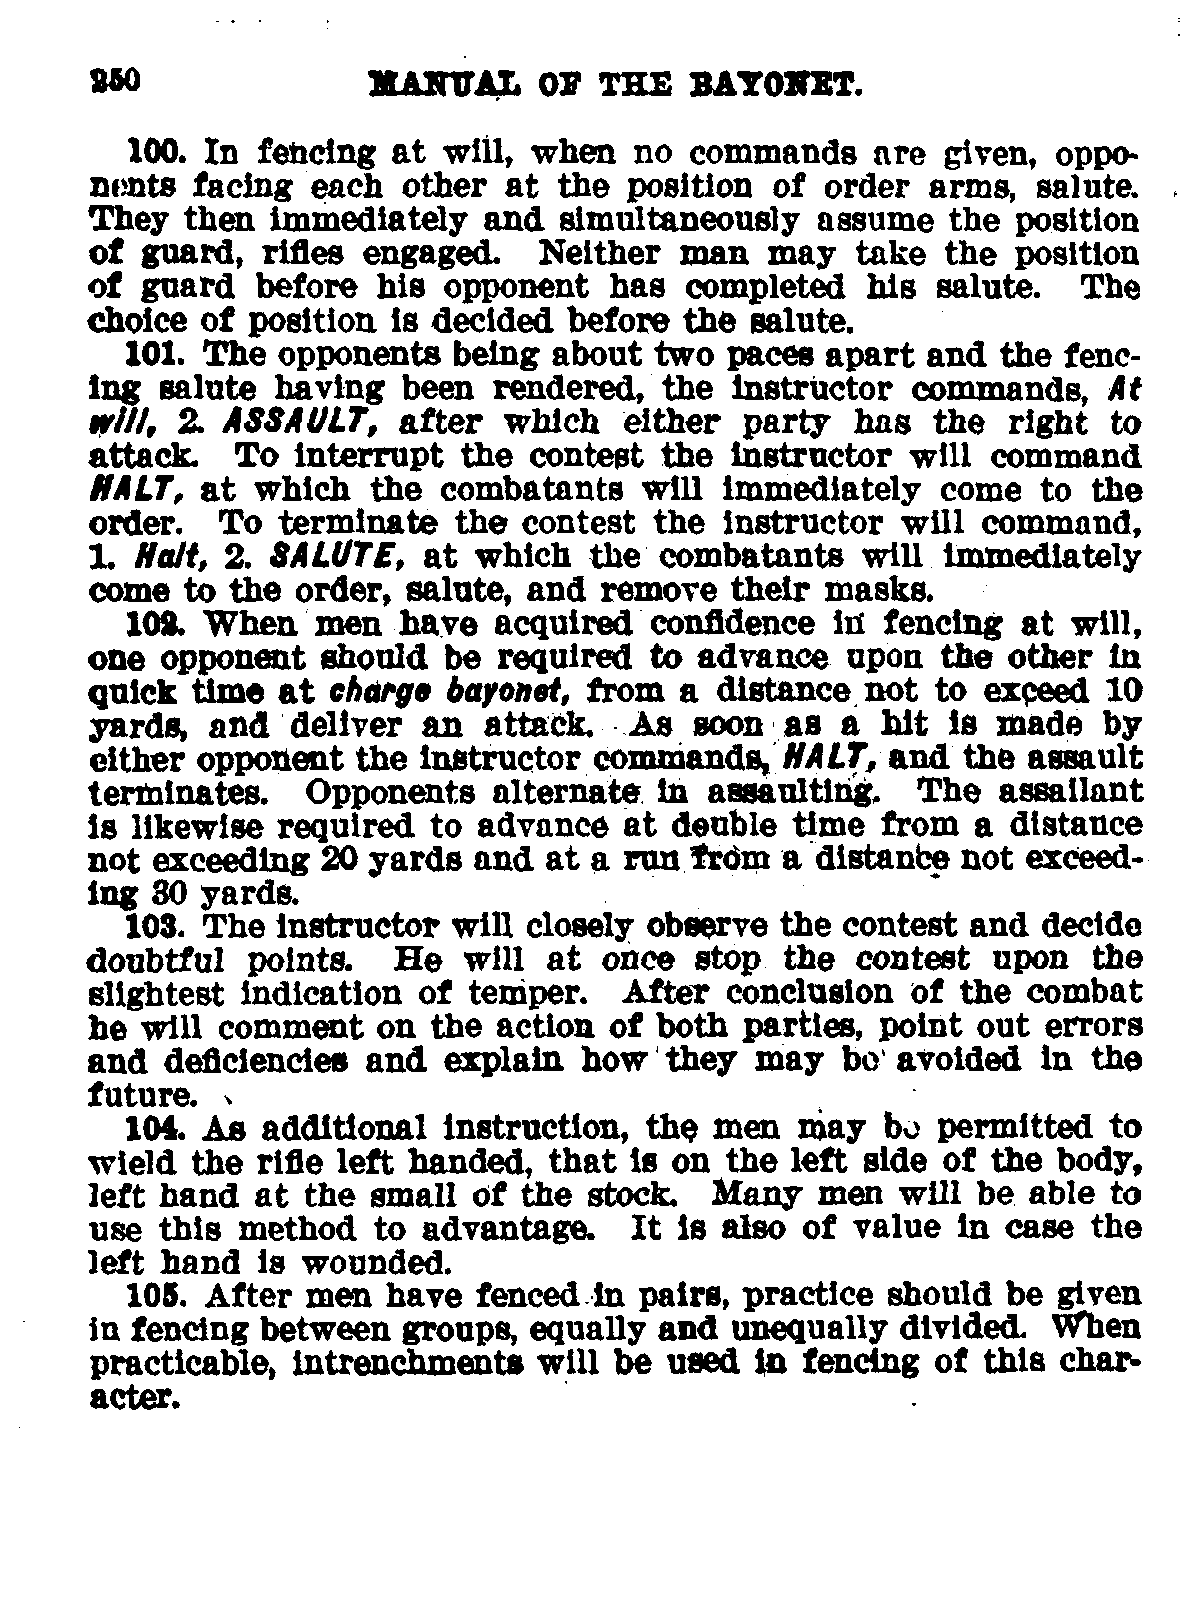 250 MANUAL OF THE BAYONET.
100. In fencing at will, when no commands are given, oppo-
nents facing each other at the position of order arms, salute.
They then immediately and simultaneously assume the position
of guard, rifles engaged. Neither man may take the position
of guard before his opponent has completed his salute. The
choice of position is decided before the salute.
101. The opponents being about two paces apart and the fenc-
ing salute having been rendered, the instructor commands, At
will, 2. ASSAULT, after which either party has the right to
attack. To interrupt the contest the instructor will command
HALT, at which the combatants will immediately come to the
order. To terminate the contest the instructor will command,
1. Halt, 2. SALUTE, at which the combatants will immediately
come to the order, salute, and remove their masks.
102. When men have acquired confidence in fencing at will,
one opponent should be required to advance upon the other in
quick time at charge bayonet, from a distance not to exceed 10
yards, and deliver an attack. As soon as a hit is made by
either opponent the instructor commands, HALT, and the assault
terminates. Opponents alternate in assaulting. The assailant
is likewise required to advance at double time from a distance
not exceeding 20 yards and at a run from a distance not exceed-
ing 30 yards.
103. The instructor will closely observe the contest and decide
doubtful points. He will at once stop the contest upon the
slightest indication of temper. After conclusion of the combat
he will comment on the action of both parties, point out errors
and deficiencies and explain how they may be avoided in the
future.
104. As additional instruction, the men may be permitted to
wield the rifle left handed, that is on the left side of the body,
left hand at the small of the stock. Many men will be able to
use this method to advantage. It is also of value in case the
left hand is wounded.
105. After men have fenced in pairs, practice should be given
in fencing between groups, equally and unequally divided. When
practicable, intrenchments will be used in fencing of this char-
acter.